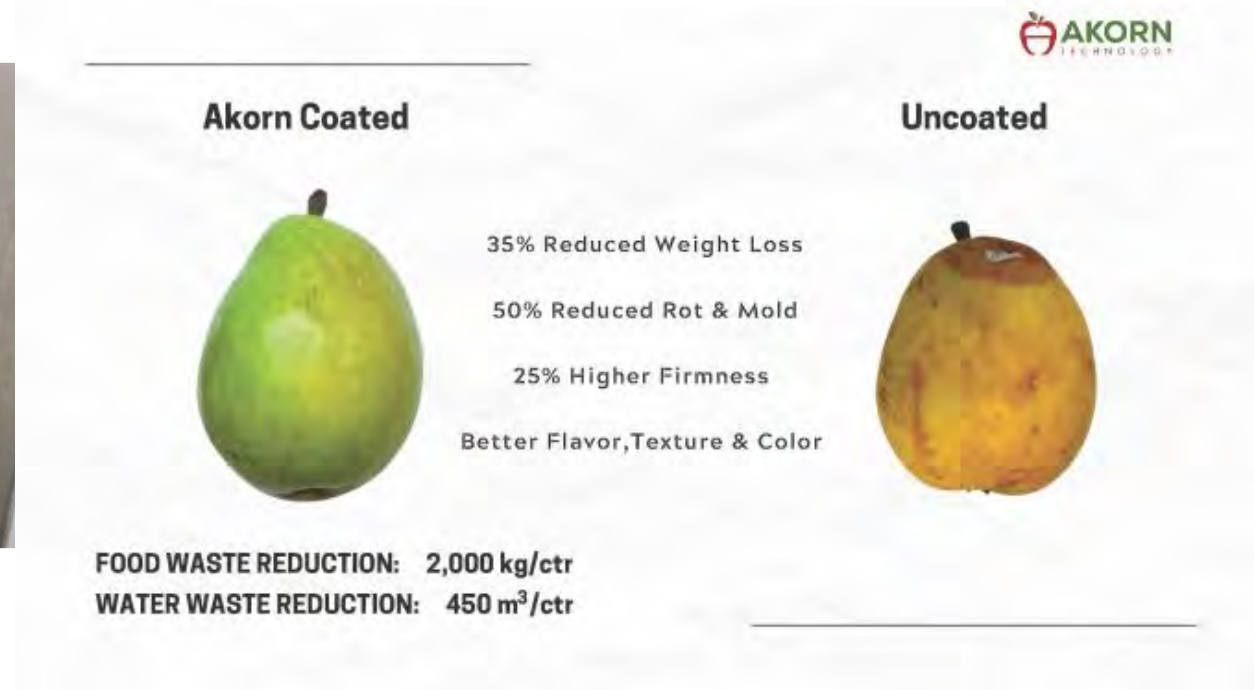 AKORN
TECHNOLOGY
Akorn Coated
Uncoated
35% Reduced Weight Loss
50% Reduced Rot & Mold
25% Higher Firmness
Better Flavor,Texture & Color
FOOD WASTE REDUCTION: 2,000 kg/ctr
WATER WASTE REDUCTION: 450 m³/ctr